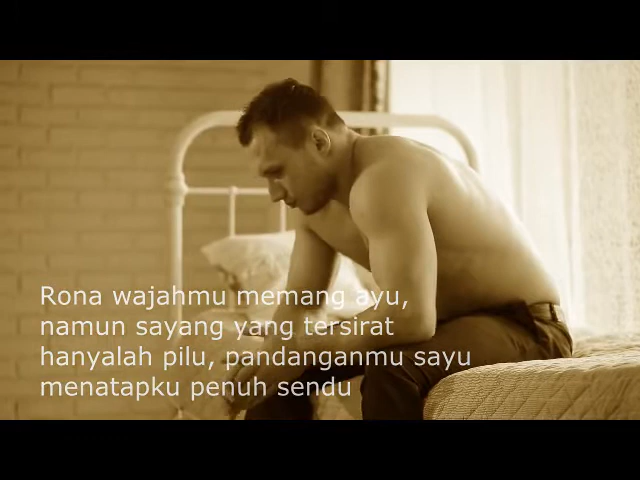 Rona wajahmu memang ayu,
namun sayang yang tersirat
hanyalah pilu, pandanganmu sayu
menatapku penuh sendu